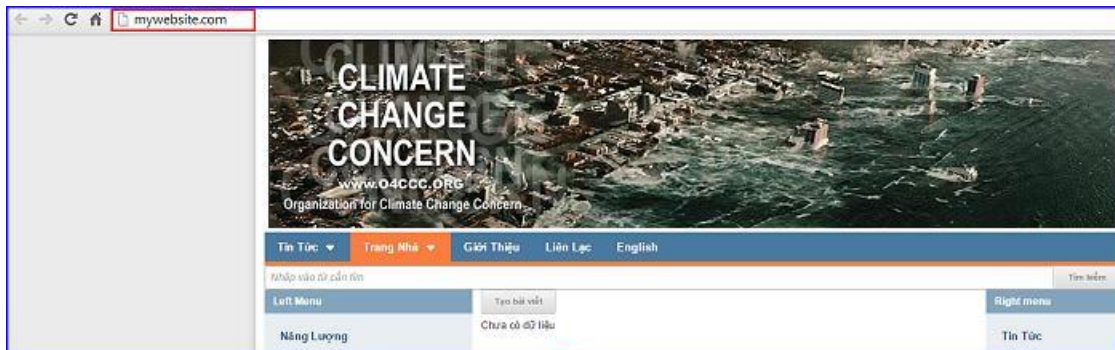 mywebsite.com
CLIMATE
CHANGE
CONCERN
WWW.O4CCC.ORG
Organization for Climate Change Concern
Tin Tức Trang Nhà Giới Thiệu Liên Lạc English
Nhập vào từ cần tìm Tìm kiếm
Left Menu Tạo bài viết Right menu
Chưa có dữ liệu
Năng Lượng Tin Tức